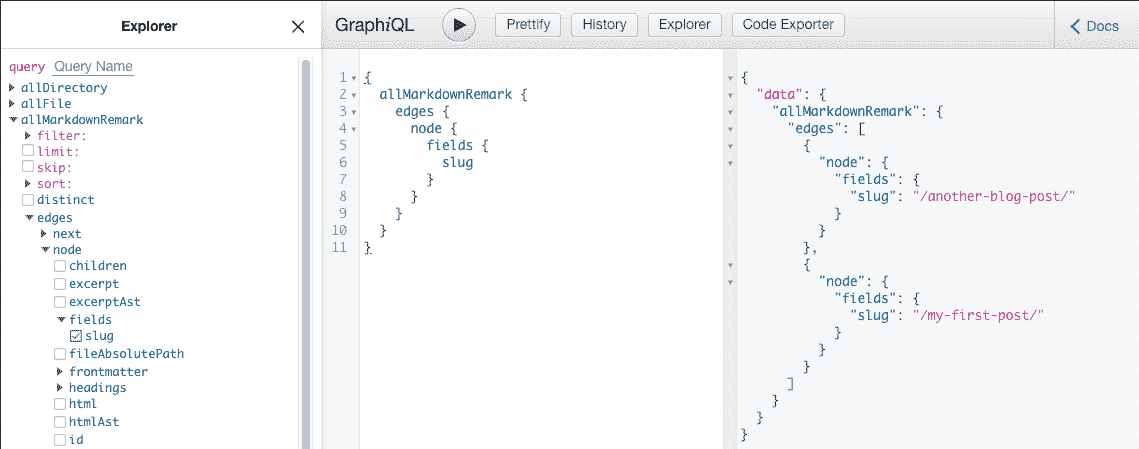 Explorer
query Query Name
allDirectory
allFile
allMarkdownRemark
filter:
limit:
skip:
sort:
distinct
edges
next
node
children
excerpt
excerptAst
fields
slug
fileAbsolutePath
frontmatter
headings
html
htmlAst
id
GraphiQL Prettify History Explorer Code Exporter Docs
1 {
2 allMarkdownRemark {
3 edges {
4 node {
5 fields {
6 slug
7 }
8 }
9 }
10 }
11 }
{
"data": {
"allMarkdownRemark": {
"edges": [
{
"node": {
"fields": {
"slug": "/another-blog-post/"
}
}
},
{
"node": {
"fields": {
"slug": "/my-first-post/"
}
}
}
]
}
}
}